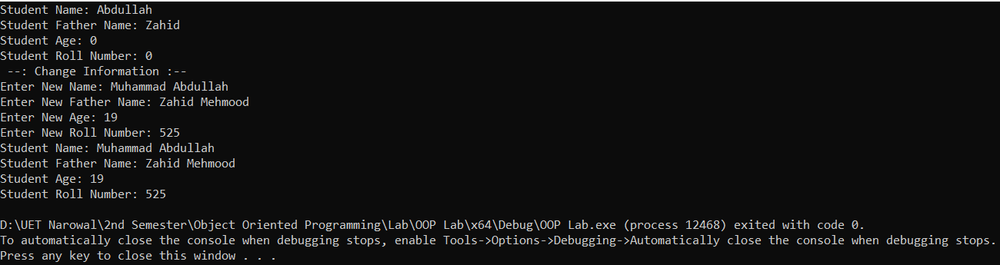 Student Name: Abdullah
Student Father Name: Zahid
Student Age: 0
Student Roll Number: 0
 --: Change Information :--
Enter New Name: Muhammad Abdullah
Enter New Father Name: Zahid Mehmood
Enter New Age: 19
Enter New Roll Number: 525
Student Name: Muhammad Abdullah
Student Father Name: Zahid Mehmood
Student Age: 19
Student Roll Number: 525

D:\UET Narowal\2nd Semester\Object Oriented Programming\Lab\OOP Lab\x64\Debug\OOP Lab.exe (process 12468) exited with code 0.
To automatically close the console when debugging stops, enable Tools->Options->Debugging->Automatically close the console when debugging stops.
Press any key to close this window . . .